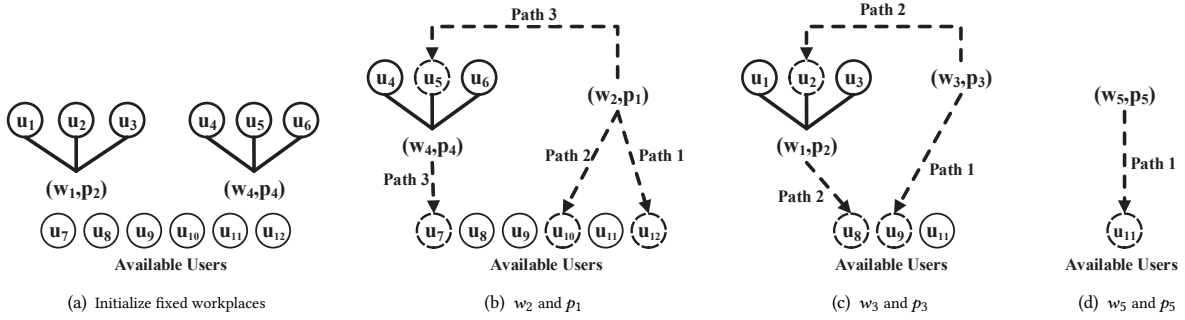 u1 u2 u3
(w1,p2)
u4 u5 u6
(w4,p4)
u7 u8 u9 u10 u11 u12
Available Users
(a) Initialize fixed workplaces
Path 3
u4 u5 u6
(w2,p1)
(w4,p4)
Path 3
Path 2
Path 1
u7 u8 u9 u10 u11 u12
Available Users
(b) w2 and p1
Path 2
u1 u2 u3
(w3,p3)
(w1,p2)
Path 2
Path 1
u8 u9 u11
Available Users
(c) w3 and p3
(w5,p5)
Path 1
u11
Available Users
(d) w5 and p5